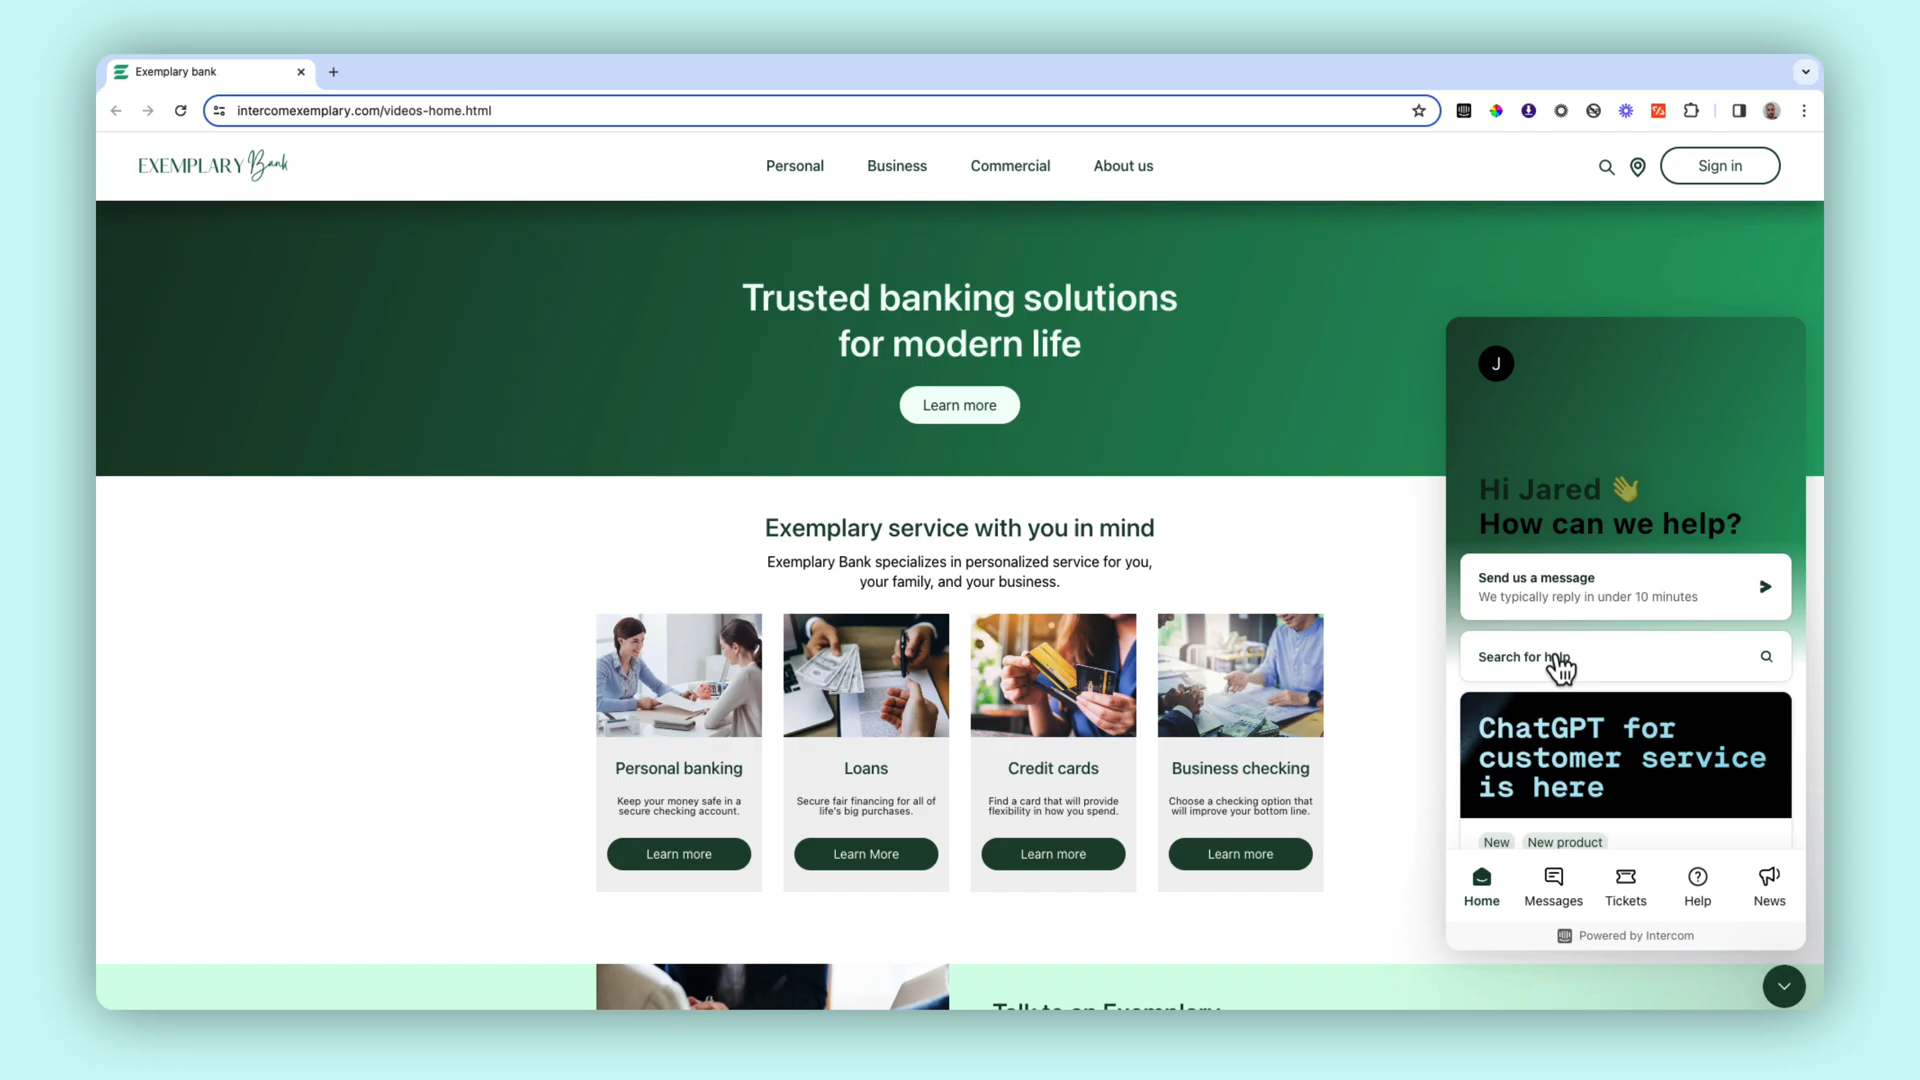 Exemplary bank
intercomexemplary.com/videos-home.html
EXEMPLARY Bank
Personal
Business
Commercial
About us
Sign in
Trusted banking solutions
for modern life
Learn more
Exemplary service with you in mind
Exemplary Bank specializes in personalized service for you,
your family, and your business.
Personal banking
Keep your money safe in a
secure checking account.
Learn more
Loans
Secure fair financing for all of
life's big purchases.
Learn More
Credit cards
Find a card that will provide
flexibility in how you spend.
Learn more
Business checking
Choose a checking option that
will improve your bottom line.
Learn more
Talk to an Exemplary
J
Hi Jared 👋
How can we help?
Send us a message
We typically reply in under 10 minutes
Search for help
ChatGPT for
customer service
is here
New
New product
Home
Messages
Tickets
Help
News
Powered by Intercom